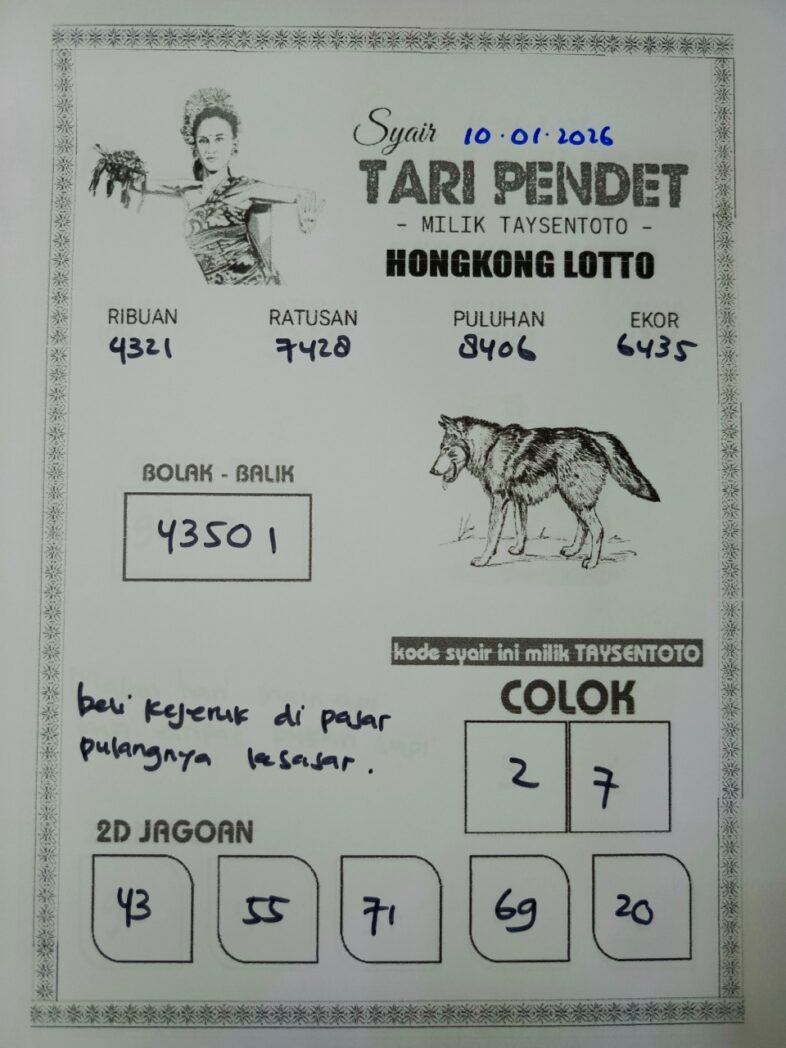 Syair 10.01.2026
TARI PENDET
- MILIK TAYSENTOTO -
HONGKONG LOTTO
RIBUAN RATUSAN PULUHAN EKOR
4321 7428 8406 6435
BOLAK - BALIK
43501
kode syair ini milik TAYSENTOTO
COLOK
2 7
beli kejeruk di pasar
pulangnya kesasar.
2D JAGOAN
43 55 71 69 20